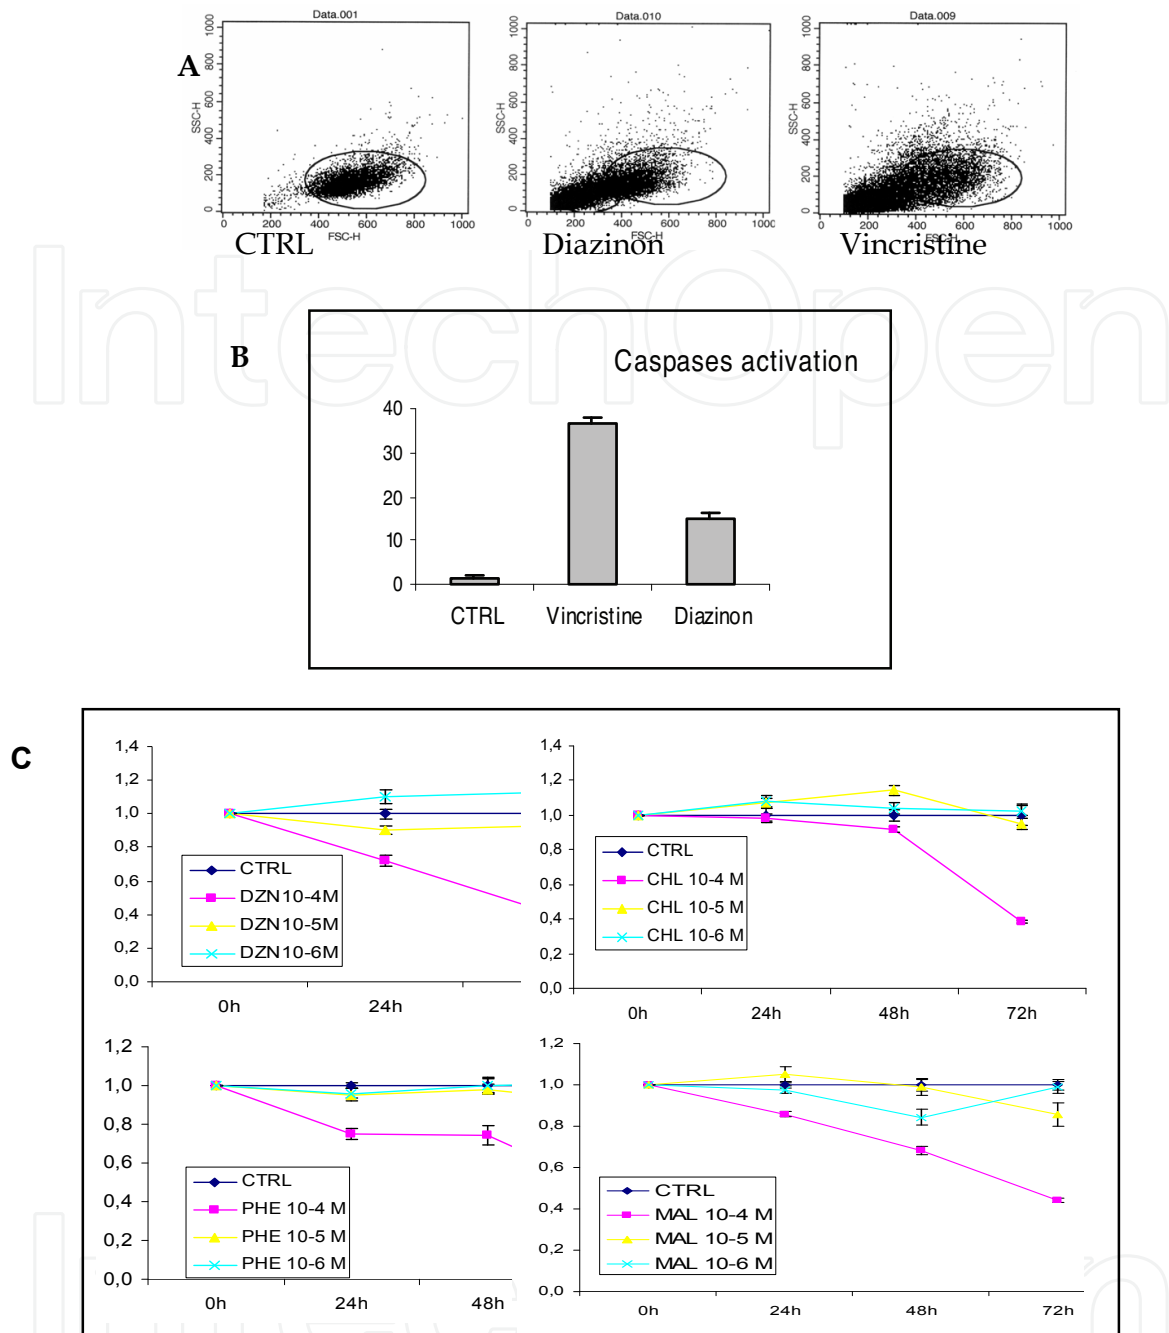 Data.001
Data.010
Data.009
A
SSC-H
1000
800
600
400
200
0
0 200 400 600 800 1000
FSC-H
CTRL
SSC-H
1000
800
600
400
200
0
0 200 400 600 800 1000
FSC-H
Diazinon
SSC-H
1000
800
600
400
200
0
0 200 400 600 800 1000
FSC-H
Vincristine
IntechOpen
B
Caspases activation
40
30
20
10
0
CTRL Vincristine Diazinon
C
1,4
1,2
1,0
0,8
0,6
0,4
0,2
0,0
CTRL
DZN10-4M
DZN10-5M
DZN10-6M
0h 24h
1,4
1,2
1,0
0,8
0,6
0,4
0,2
0,0
CTRL
CHL 10-4 M
CHL 10-5 M
CHL 10-6 M
0h 24h 48h 72h
1,2
1,0
0,8
0,6
0,4
0,2
0,0
CTRL
PHE 10-4 M
PHE 10-5 M
PHE 10-6 M
0h 24h 48h
1,2
1,0
0,8
0,6
0,4
0,2
0,0
CTRL
MAL 10-4 M
MAL 10-5 M
MAL 10-6 M
0h 24h 48h 72h